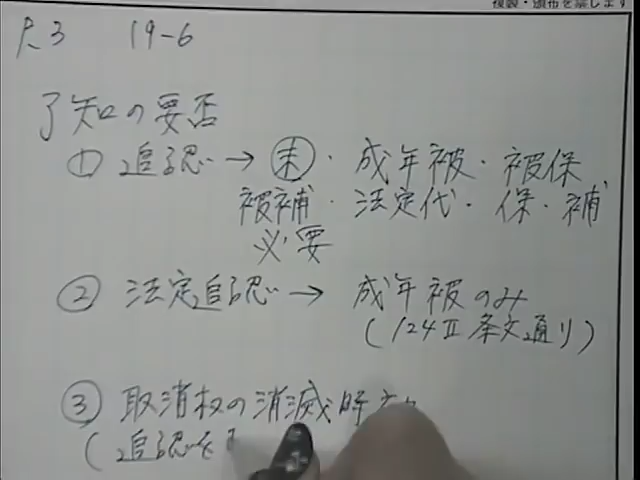 複製・頒布を禁じます
P.3 19-6
了知の要否
① 追認→ 未・成年被・被保
被補・法定代・保・補
必要
② 法定追認→ 成年被のみ
(124Ⅱ条文通り)
③ 取消权の消滅時
(追認を